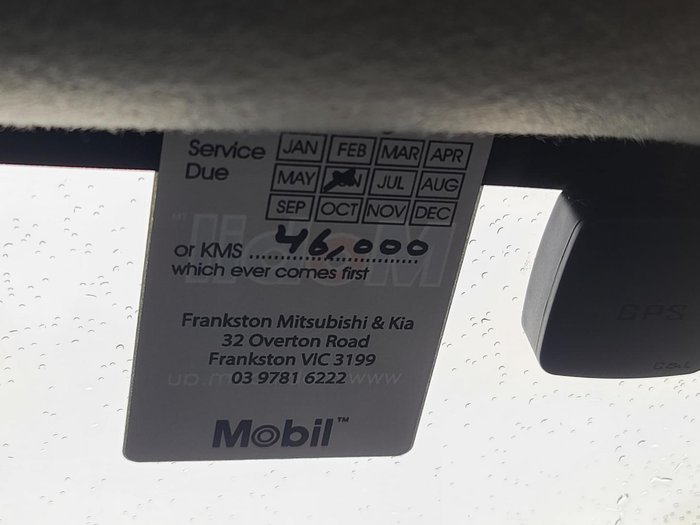 Service Due
JAN FEB MAR APR
MAY JUN JUL AUG
SEP OCT NOV DEC
or KMS 46,000
which ever comes first
Frankston Mitsubishi & Kia
32 Overton Road
Frankston VIC 3199
03 9781 6222
Mobil™
GPS